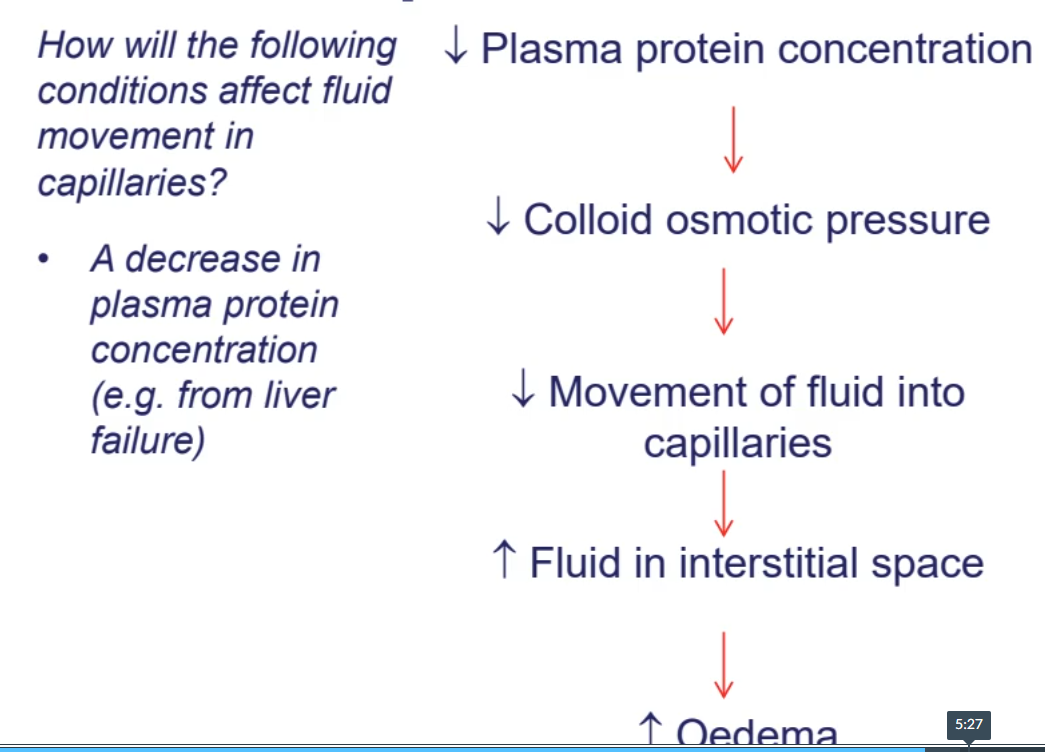 How will the following
conditions affect fluid
movement in
capillaries?
• A decrease in
plasma protein
concentration
(e.g. from liver
failure)
↓ Plasma protein concentration
↓ Colloid osmotic pressure
↓ Movement of fluid into
capillaries
↑ Fluid in interstitial space
↑ Oedema
5:27